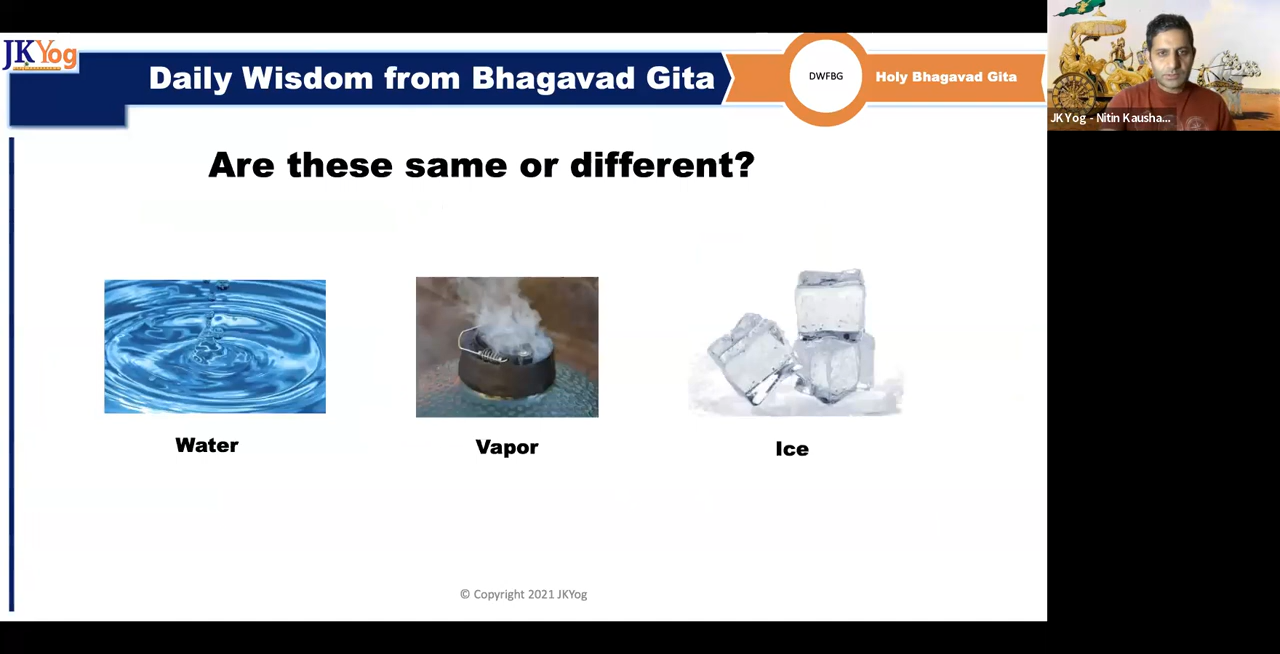 JKYog
Daily Wisdom from Bhagavad Gita
DWFBG
Holy Bhagavad Gita
JKYog - Nitin Kausha...
Are these same or different?
Water
Vapor
Ice
© Copyright 2021 JKYog